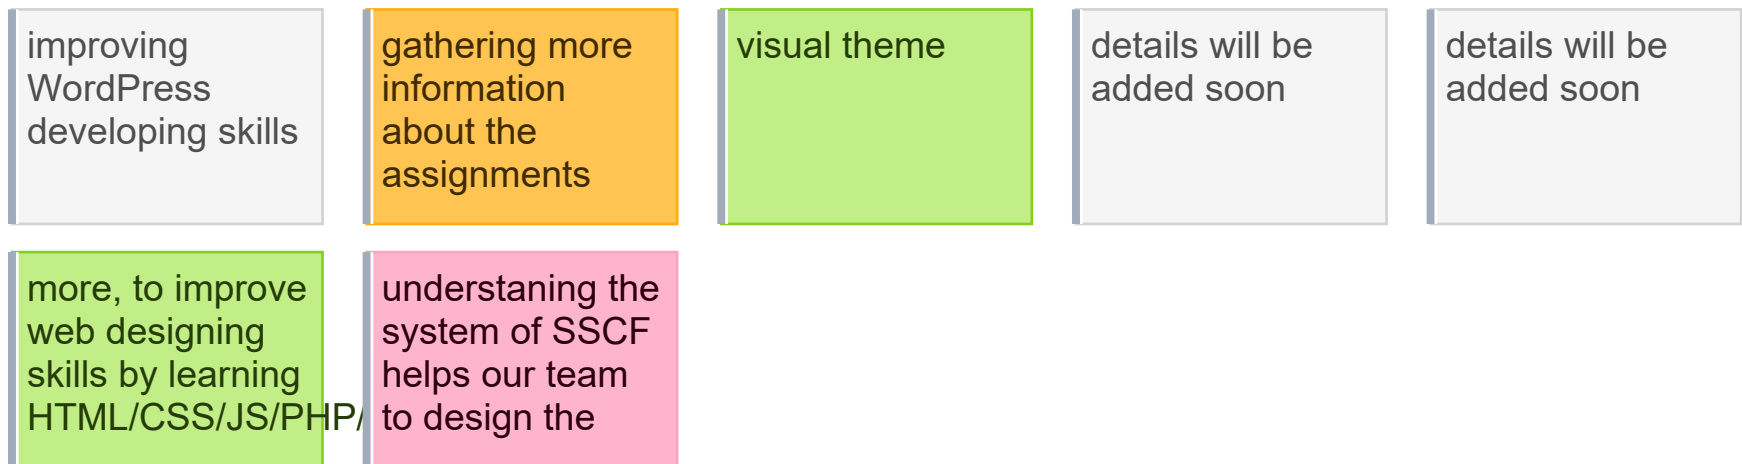 improving
WordPress
developing skills
gathering more
information
about the
assignments
visual theme
details will be
added soon
details will be
added soon
more, to improve
web designing
skills by learning
HTML/CSS/JS/PHP/
understaning the
system of SSCF
helps our team
to design the